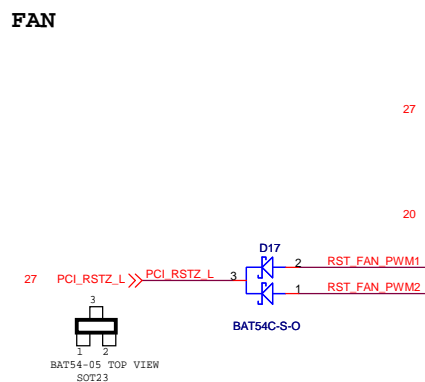 FAN
27
20
D17
2 RST_FAN_PWM1
27 PCI_RSTZ_L PCI_RSTZ_L 3
1 RST_FAN_PWM2
3
BAT54C-S-O
1 2
BAT54-05 TOP VIEW
SOT23